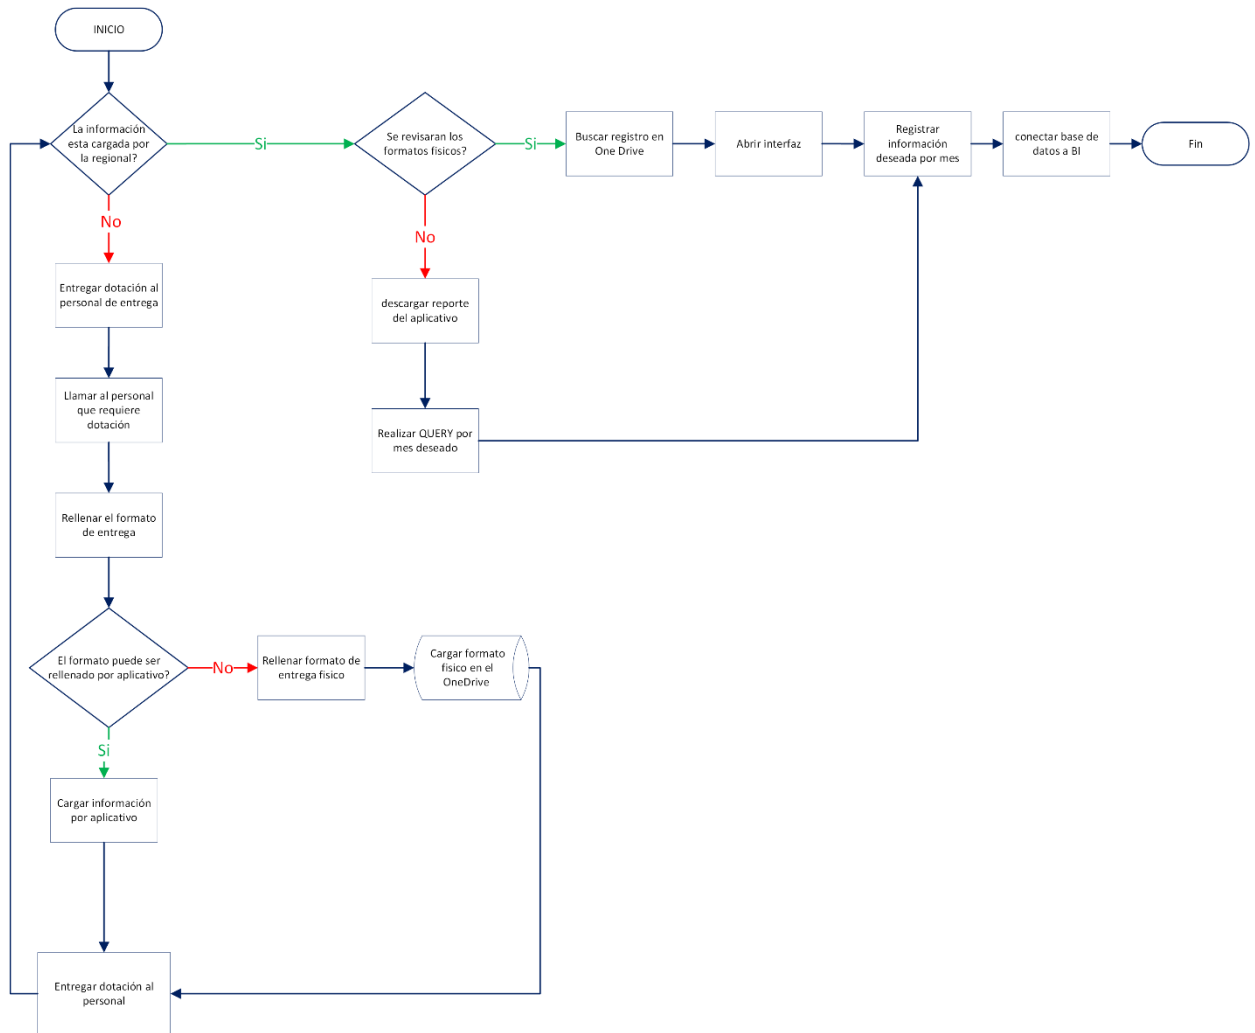 INICIO
La información
esta cargada por
la regional?
Si
Se revisaran los
formatos fisicos?
Si
Buscar registro en
One Drive
Abrir interfaz
Registrar
información
deseada por mes
conectar base de
datos a BI
Fin
No
No
Entregar dotación al
personal de entrega
descargar reporte
del aplicativo
Llamar al personal
que requiere
dotación
Realizar QUERY por
mes deseado
Rellenar el formato
de entrega
El formato puede ser
rellenado por aplicativo?
No
Rellenar formato de
entrega fisico
Cargar formato
fisico en el
OneDrive
Si
Cargar información
por aplicativo
Entregar dotación al
personal